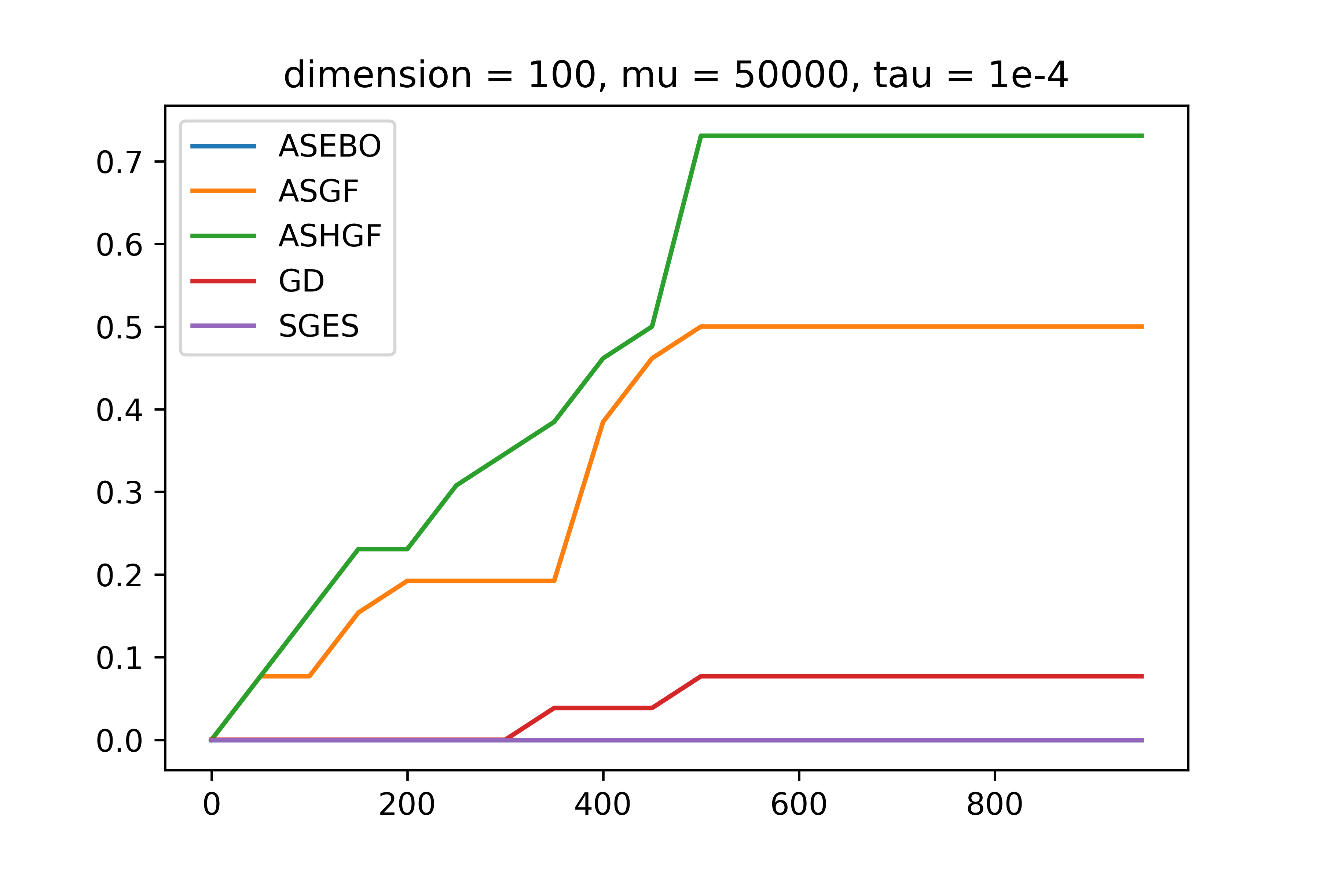 dimension = 100, mu = 50000, tau = 1e-4
ASEBO
ASGF
ASHGF
GD
SGES
0.7
0.6
0.5
0.4
0.3
0.2
0.1
0.0
0 200 400 600 800